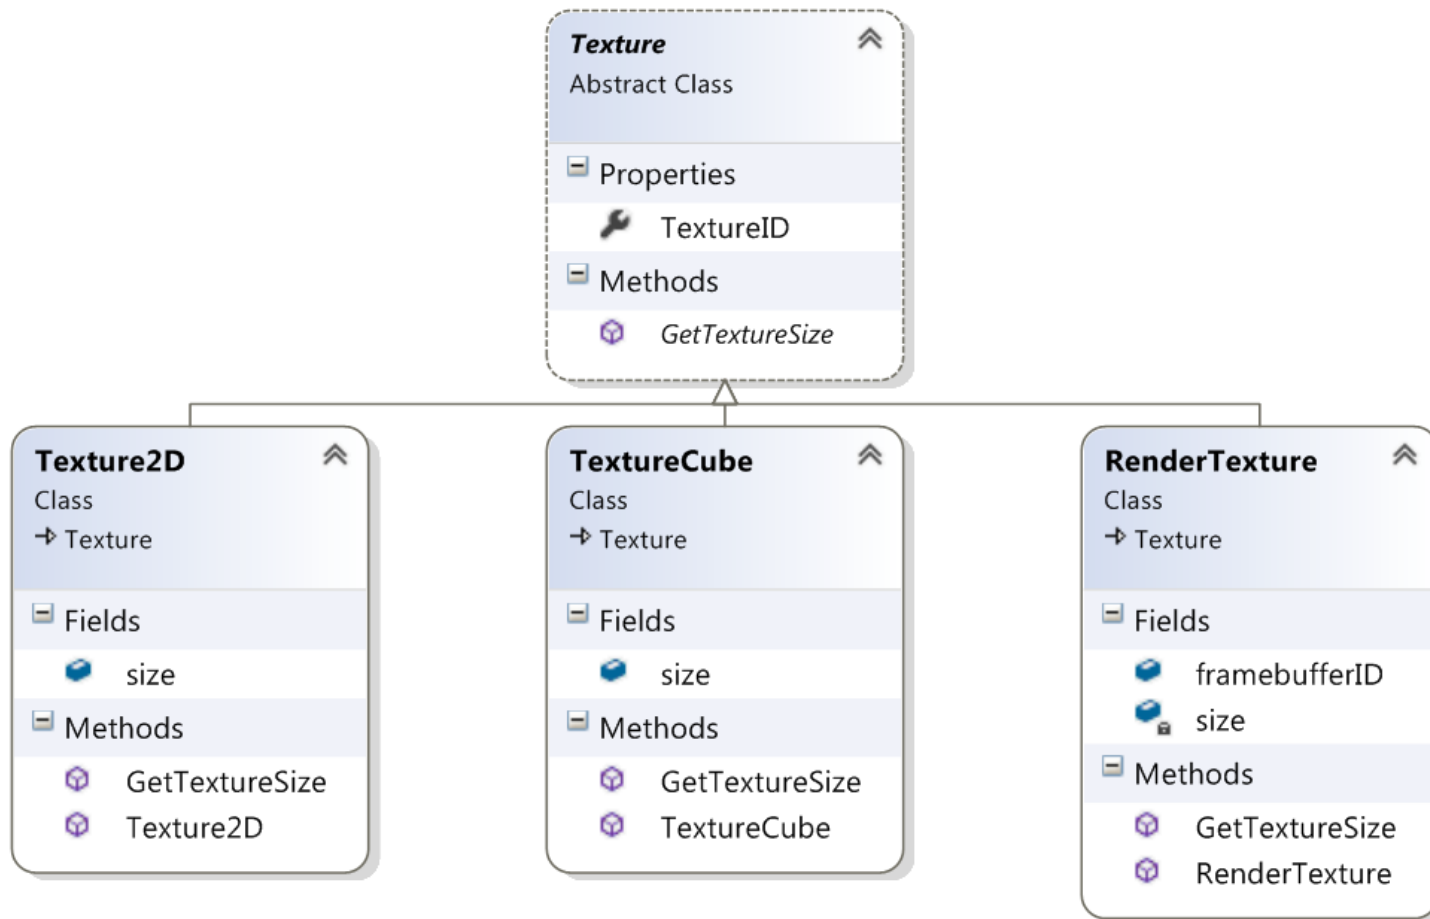 Texture
Abstract Class
Properties
TextureID
Methods
GetTextureSize
Texture2D
Class
Texture
Fields
size
Methods
GetTextureSize
Texture2D
TextureCube
Class
Texture
Fields
size
Methods
GetTextureSize
TextureCube
RenderTexture
Class
Texture
Fields
framebufferID
size
Methods
GetTextureSize
RenderTexture